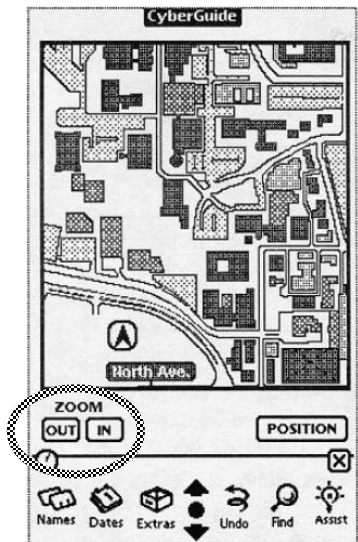 CyberGuide
North Ave.
ZOOM
OUT IN POSITION
Names Dates Extras Undo Find Assist